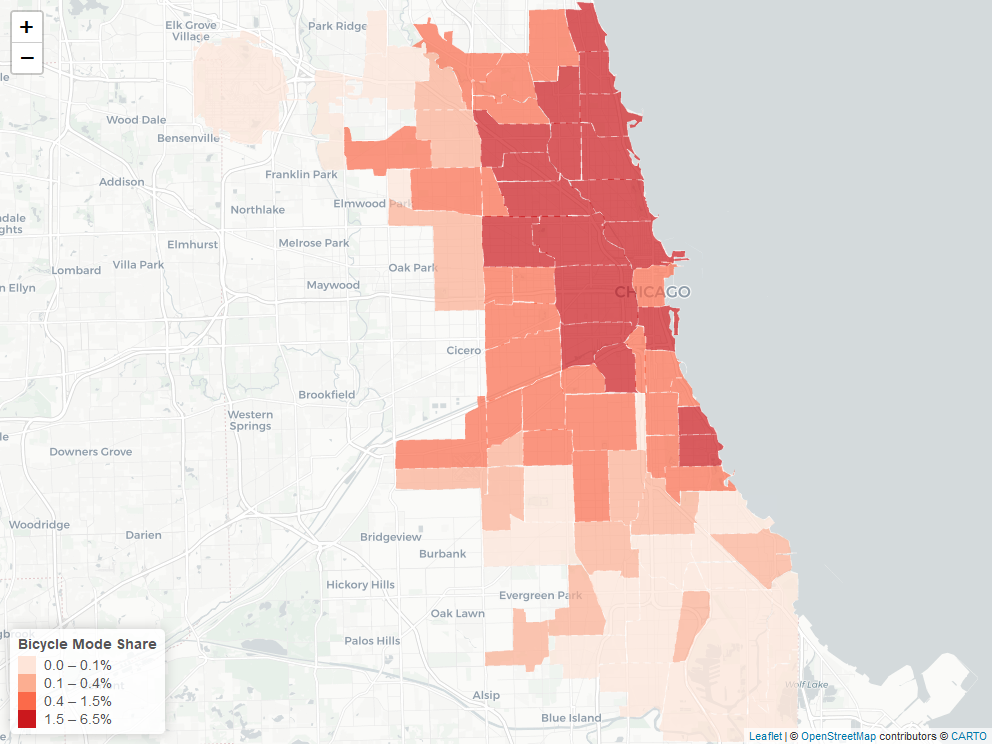 +
−
Elk Grove
Village
Park Ridge
Wood Dale
Bensenville
Addison
Franklin Park
Northlake
Elmwood Park
dale
ghts
Elmhurst
Melrose Park
Lombard
Villa Park
Oak Park
n Ellyn
Maywood
CHICAGO
Cicero
Brookfield
Western
Springs
le
Downers Grove
Woodridge
Darien
Bridgeview
Burbank
Hickory Hills
Evergreen Park
Oak Lawn
gbrook
Palos Hills
Bicycle Mode Share
0.0 – 0.1%
0.1 – 0.4%
0.4 – 1.5%
1.5 – 6.5%
Wolf Lake
Alsip
Blue Island
Leaflet | © OpenStreetMap contributors © CARTO